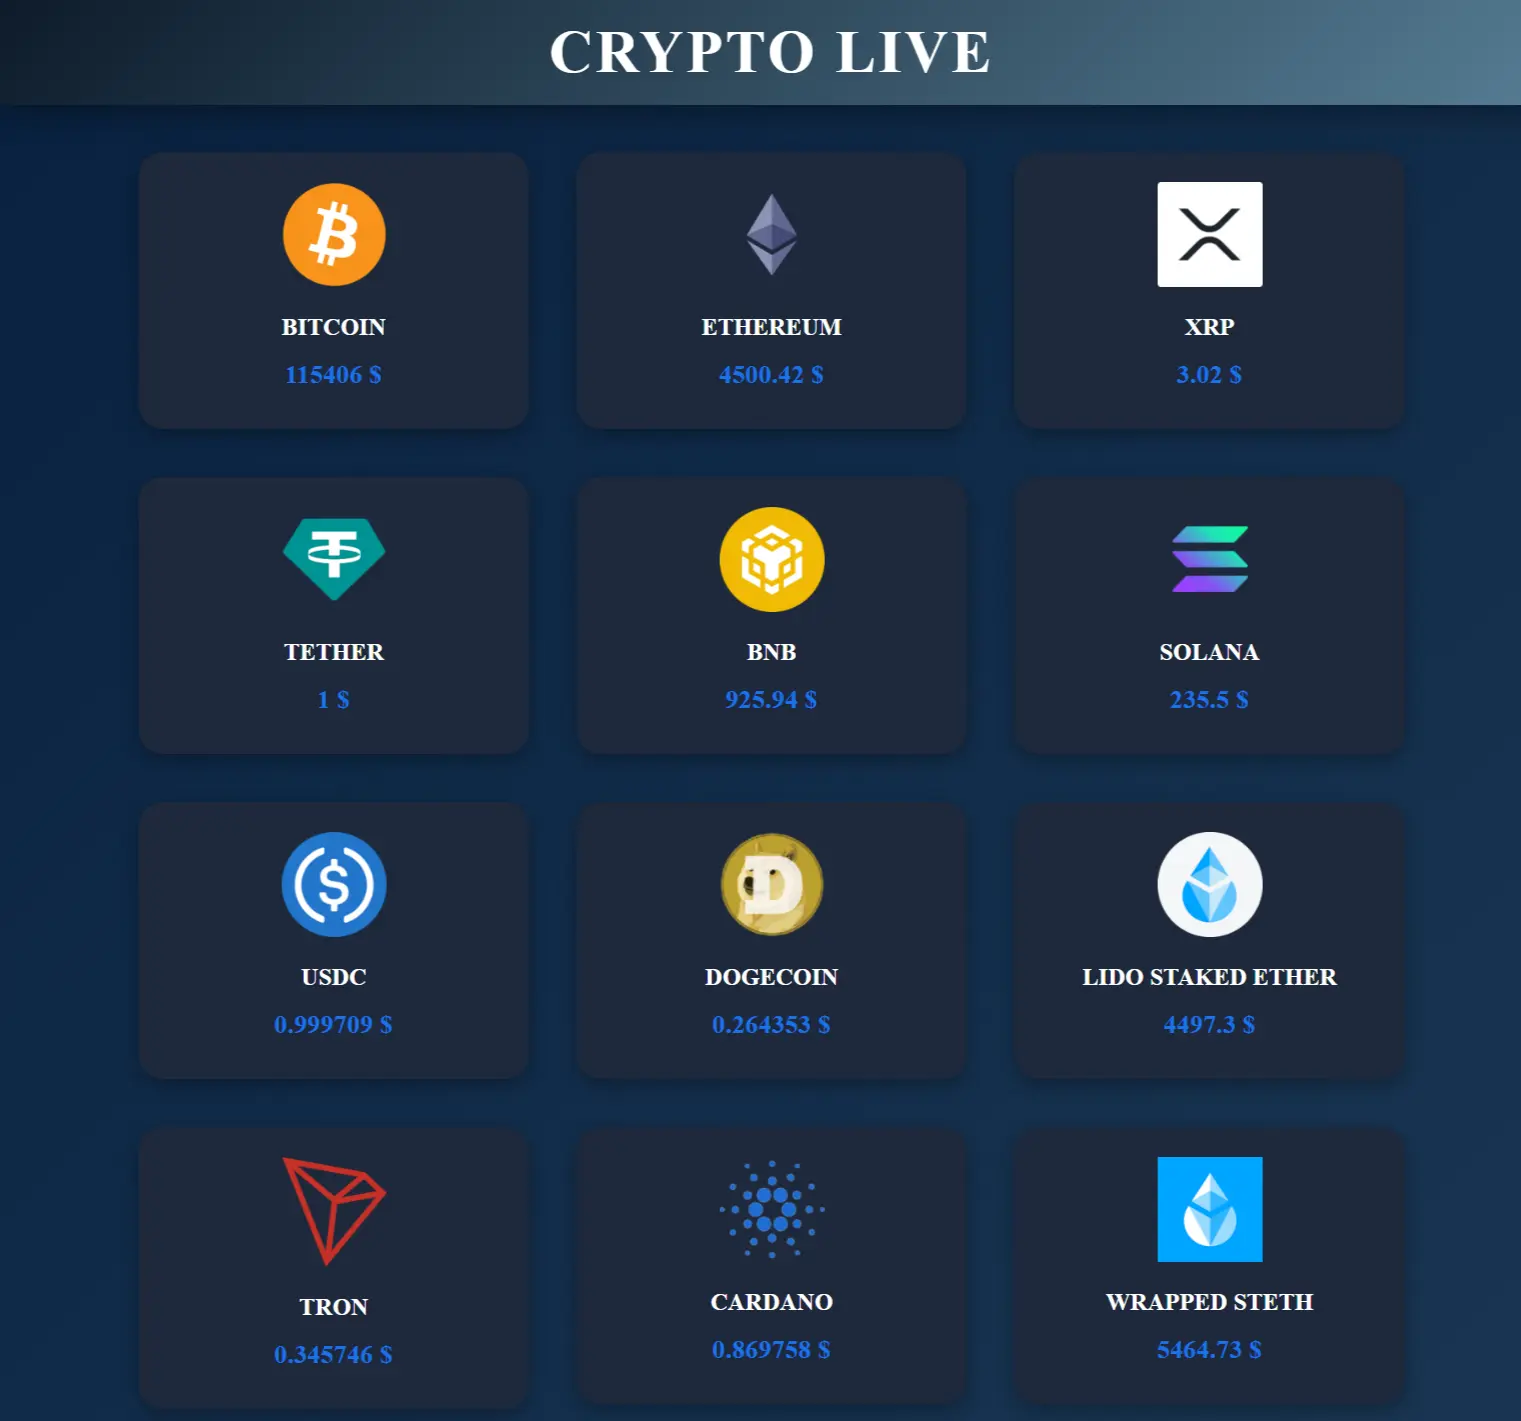 CRYPTO LIVE
BITCOIN
115406 $
ETHEREUM
4500.42 $
XRP
3.02 $
TETHER
1 $
BNB
925.94 $
SOLANA
235.5 $
USDC
0.999709 $
DOGECOIN
0.264353 $
LIDO STAKED ETHER
4497.3 $
TRON
0.345746 $
CARDANO
0.869758 $
WRAPPED STETH
5464.73 $